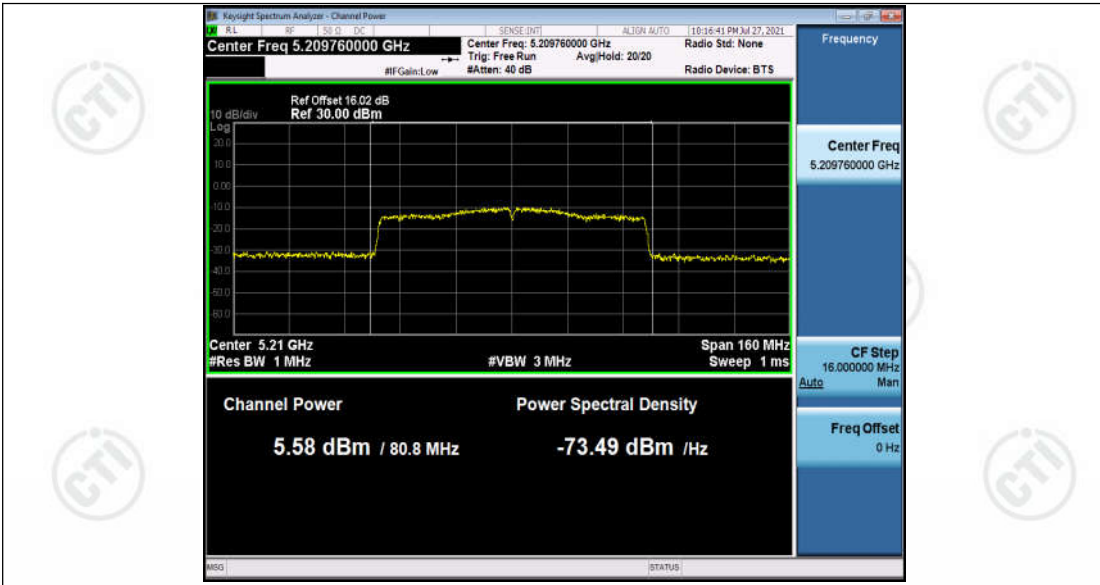 Keysight Spectrum Analyzer - Channel Power
RL RF 50 Ω DC SENSE:INT ALIGN AUTO 10:16:41 PM Jul 27, 2021
Center Freq 5.209760000 GHz
Center Freq: 5.209760000 GHz
Radio Std: None
Trig: Free Run Avg|Hold: 20/20
#IFGain:Low
#Atten: 40 dB
Radio Device: BTS
Frequency
Ref Offset 16.02 dB
10 dB/div Ref 30.00 dBm
Log
20.0
10.0
0.00
-10.0
-20.0
-30.0
-40.0
-50.0
-60.0
Center 5.21 GHz
Span 160 MHz
#Res BW 1 MHz
#VBW 3 MHz
Sweep 1 ms
Center Freq
5.209760000 GHz
CF Step
16.000000 MHz
Auto Man
Freq Offset
0 Hz
Channel Power
Power Spectral Density
5.58 dBm / 80.8 MHz
-73.49 dBm /Hz
MSG
STATUS
CTI
CTI
CTI
CTI